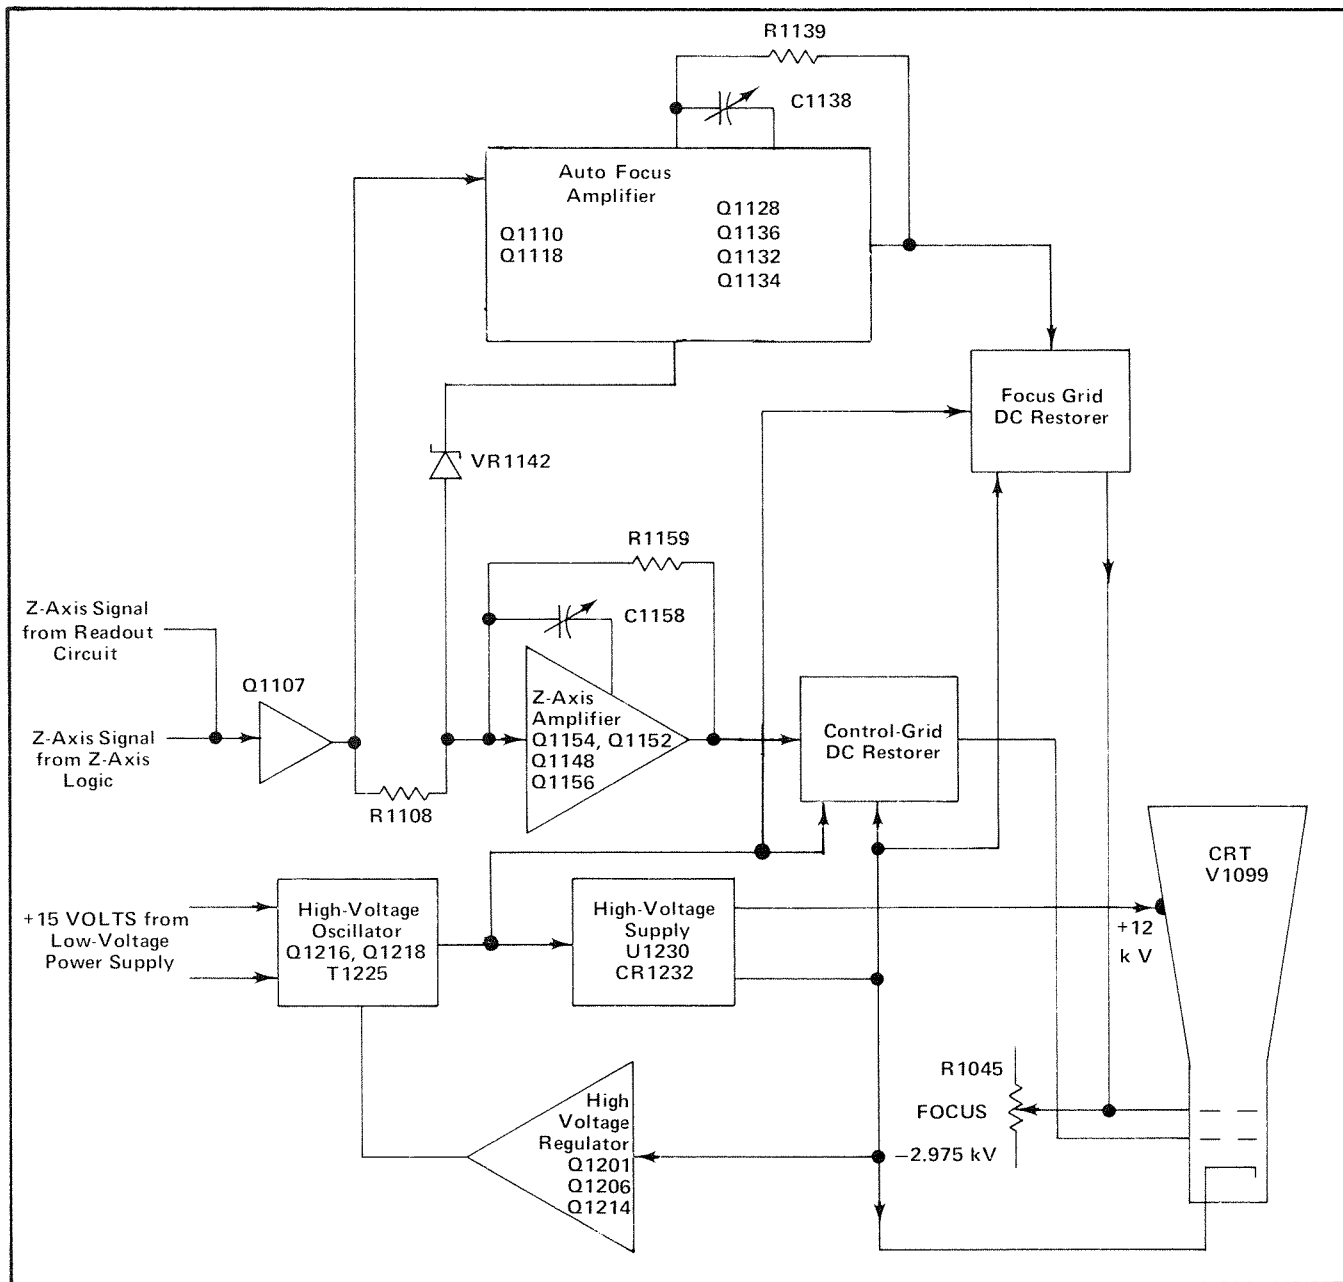 R1139
C1138
Auto Focus
Amplifier
Q1110
Q1118
Q1128
Q1136
Q1132
Q1134
Focus Grid
DC Restorer
VR1142
R1159
C1158
Z-Axis Signal
from Readout
Circuit
Q1107
Z-Axis Signal
from Z-Axis
Logic
R1108
Z-Axis
Amplifier
Q1154, Q1152
Q1148
Q1156
Control-Grid
DC Restorer
CRT
V1099
+15 VOLTS from
Low-Voltage
Power Supply
High-Voltage
Oscillator
Q1216, Q1218
T1225
High-Voltage
Supply
U1230
CR1232
+12
k V
R1045
FOCUS
−2.975 kV
High
Voltage
Regulator
Q1201
Q1206
Q1214